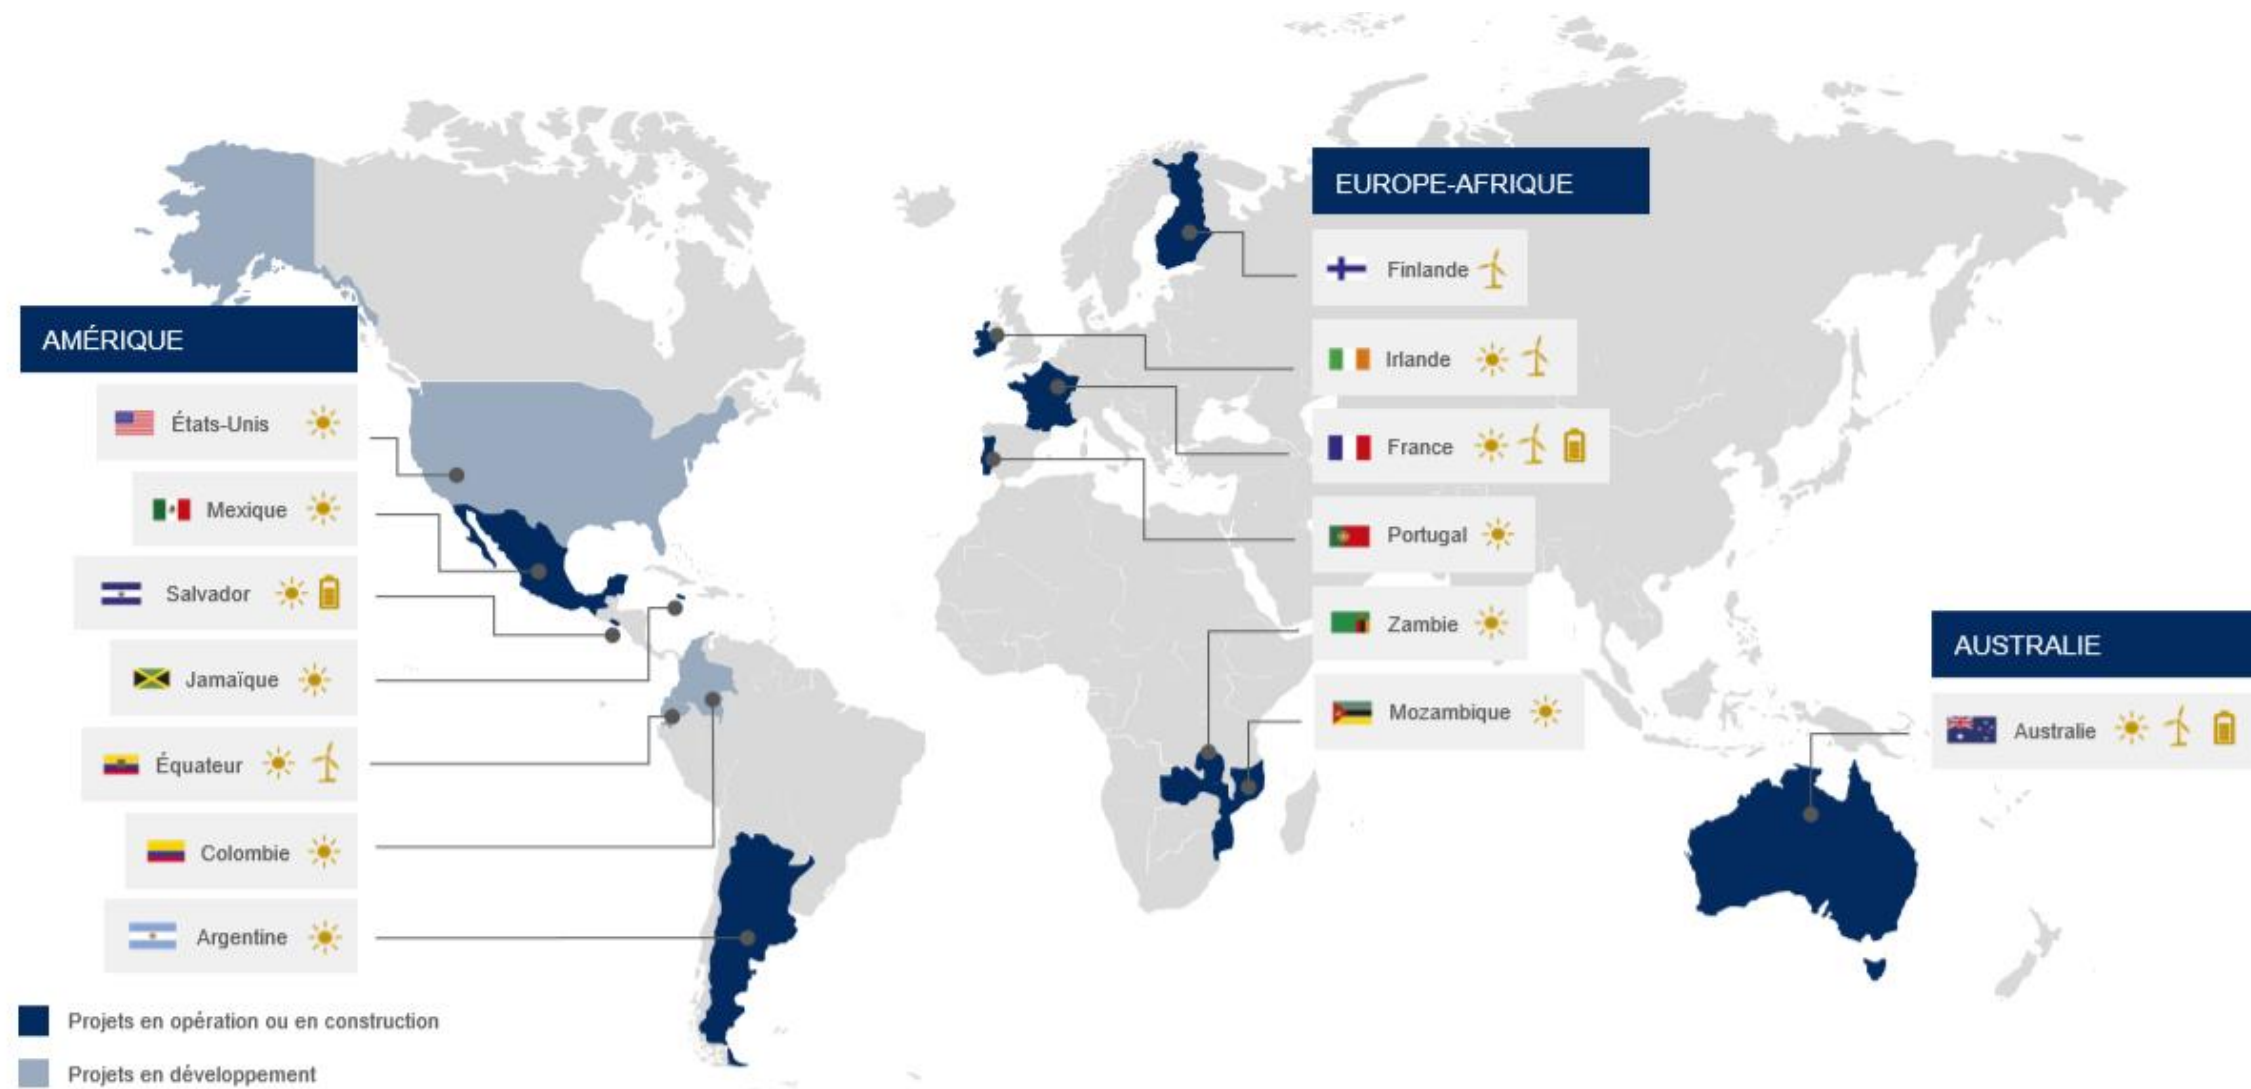 AMÉRIQUE
États-Unis
Mexique
Salvador
Jamaïque
Équateur
Colombie
Argentine
Projets en opération ou en construction
Projets en développement
EUROPE-AFRIQUE
Finlande
Irlande
France
Portugal
Zambie
Mozambique
AUSTRALIE
Australie